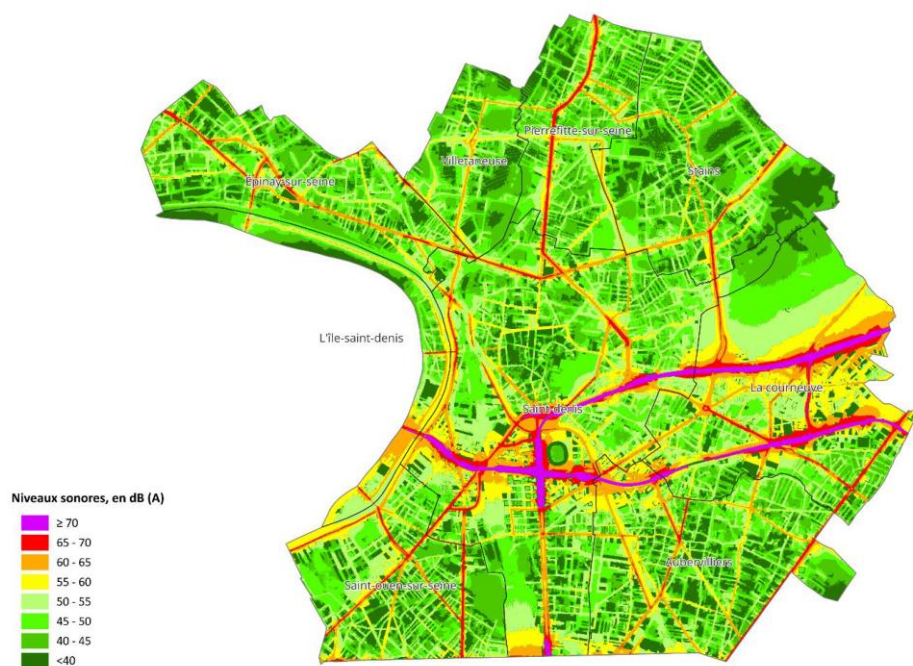 Pierrefitte-sur-seine
Villetaneuse
Stains
Épinay-sur-seine
L'île-saint-denis
La courneuve
Saint-denis
Aubervilliers
Saint-ouen-sur-seine
Niveaux sonores, en dB (A)
≥ 70
65 - 70
60 - 65
55 - 60
50 - 55
45 - 50
40 - 45
<40